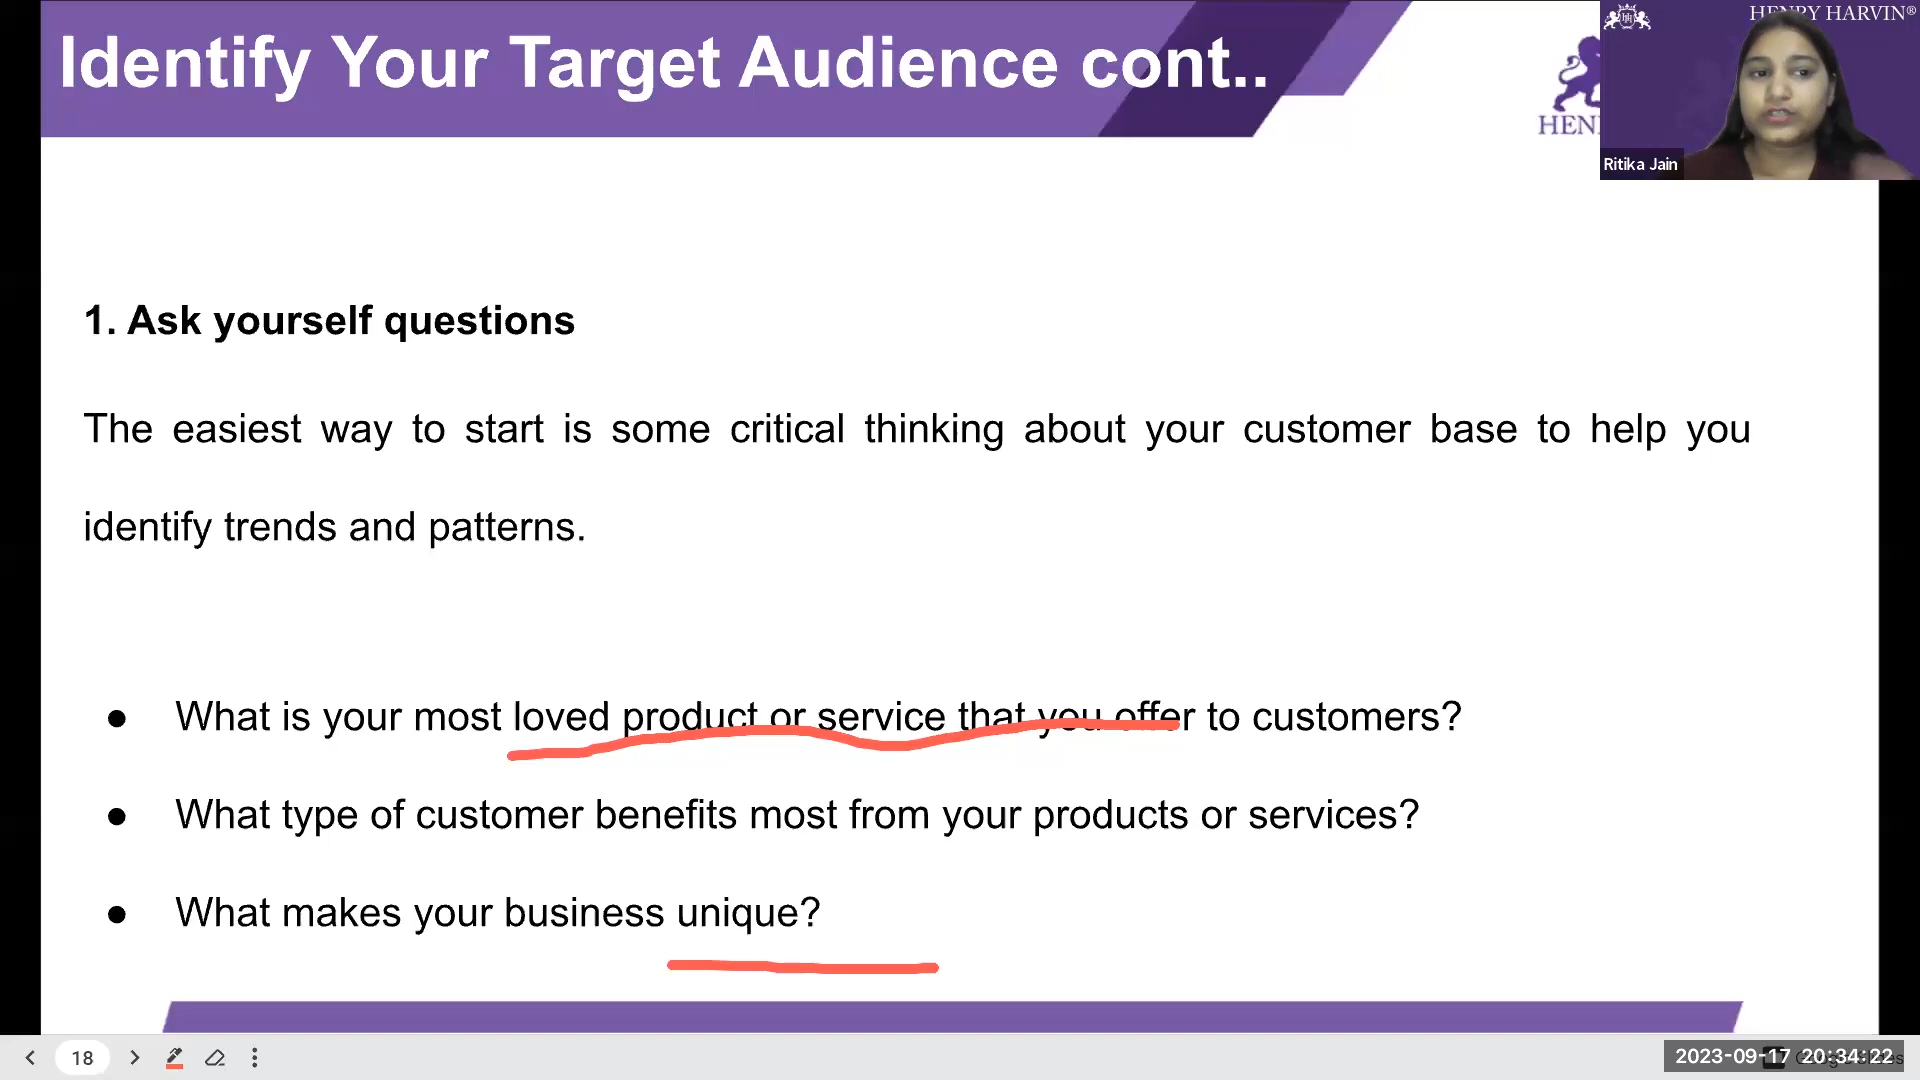 Identify Your Target Audience cont..
HENRY HARVIN®
HEN
Ritika Jain
1. Ask yourself questions
The easiest way to start is some critical thinking about your customer base to help you
identify trends and patterns.
● What is your most loved product or service that you offer to customers?
● What type of customer benefits most from your products or services?
● What makes your business unique?
18
2023-09-17 20:34:22